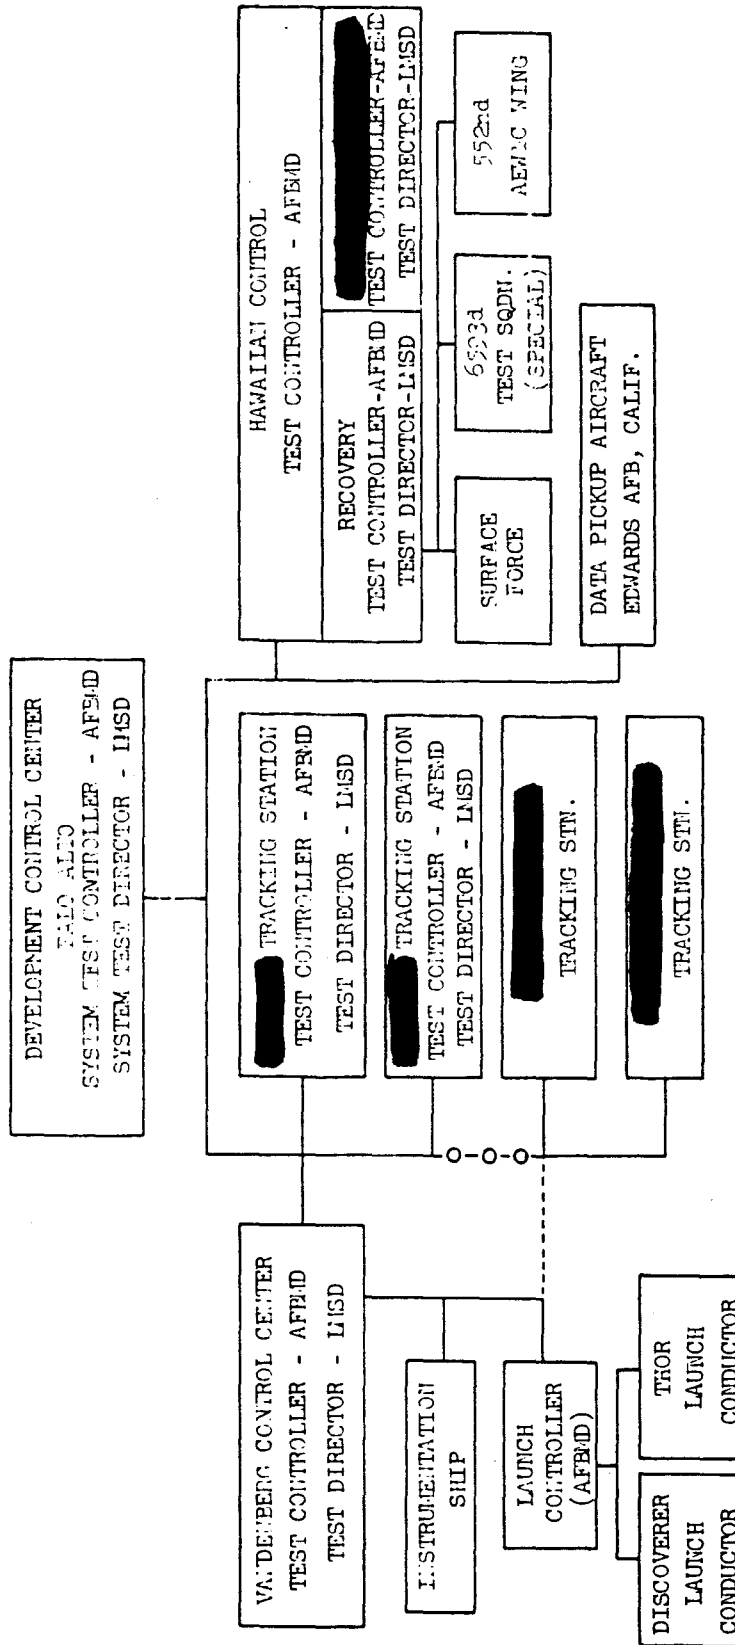 DEVELOPMENT CONTROL CENTER
PALO ALTO
SYSTEM TEST CONTROLLER - AFBMD
SYSTEM TEST DIRECTOR - LMSD
VANDENBERG CONTROL CENTER
TEST CONTROLLER - AFBMD
TEST DIRECTOR - LMSD
INSTRUMENTATION
SHIP
LAUNCH
CONTROLLER
(AFBMD)
DISCOVERER
LAUNCH
CONDUCTOR
THOR
LAUNCH
CONDUCTOR
TRACKING STATION
TEST CONTROLLER - AFBMD
TEST DIRECTOR - LMSD
TRACKING STATION
TEST CONTROLLER - AFBMD
TEST DIRECTOR - LMSD
TRACKING STN.
TRACKING STN.
HAWAIIAN CONTROL
TEST CONTROLLER - AFBMD
RECOVERY
TEST CONTROLLER-AFBMD
TEST DIRECTOR-LMSD
TEST CONTROLLER-AFBMD
TEST DIRECTOR-LMSD
SURFACE
FORCE
6593d
TEST SQDN.
(SPECIAL)
552nd
AEW&C WING
DATA PICKUP AIRCRAFT
EDWARDS AFB, CALIF.